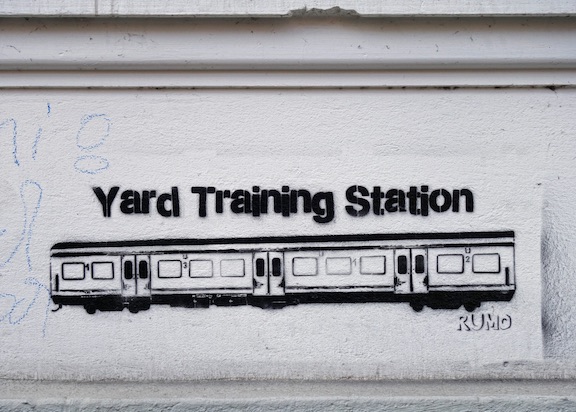 Yard Training Station
RUMO